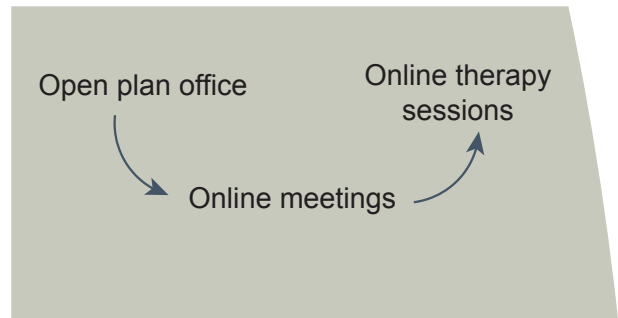 Open plan office
Online therapy
sessions
Online meetings